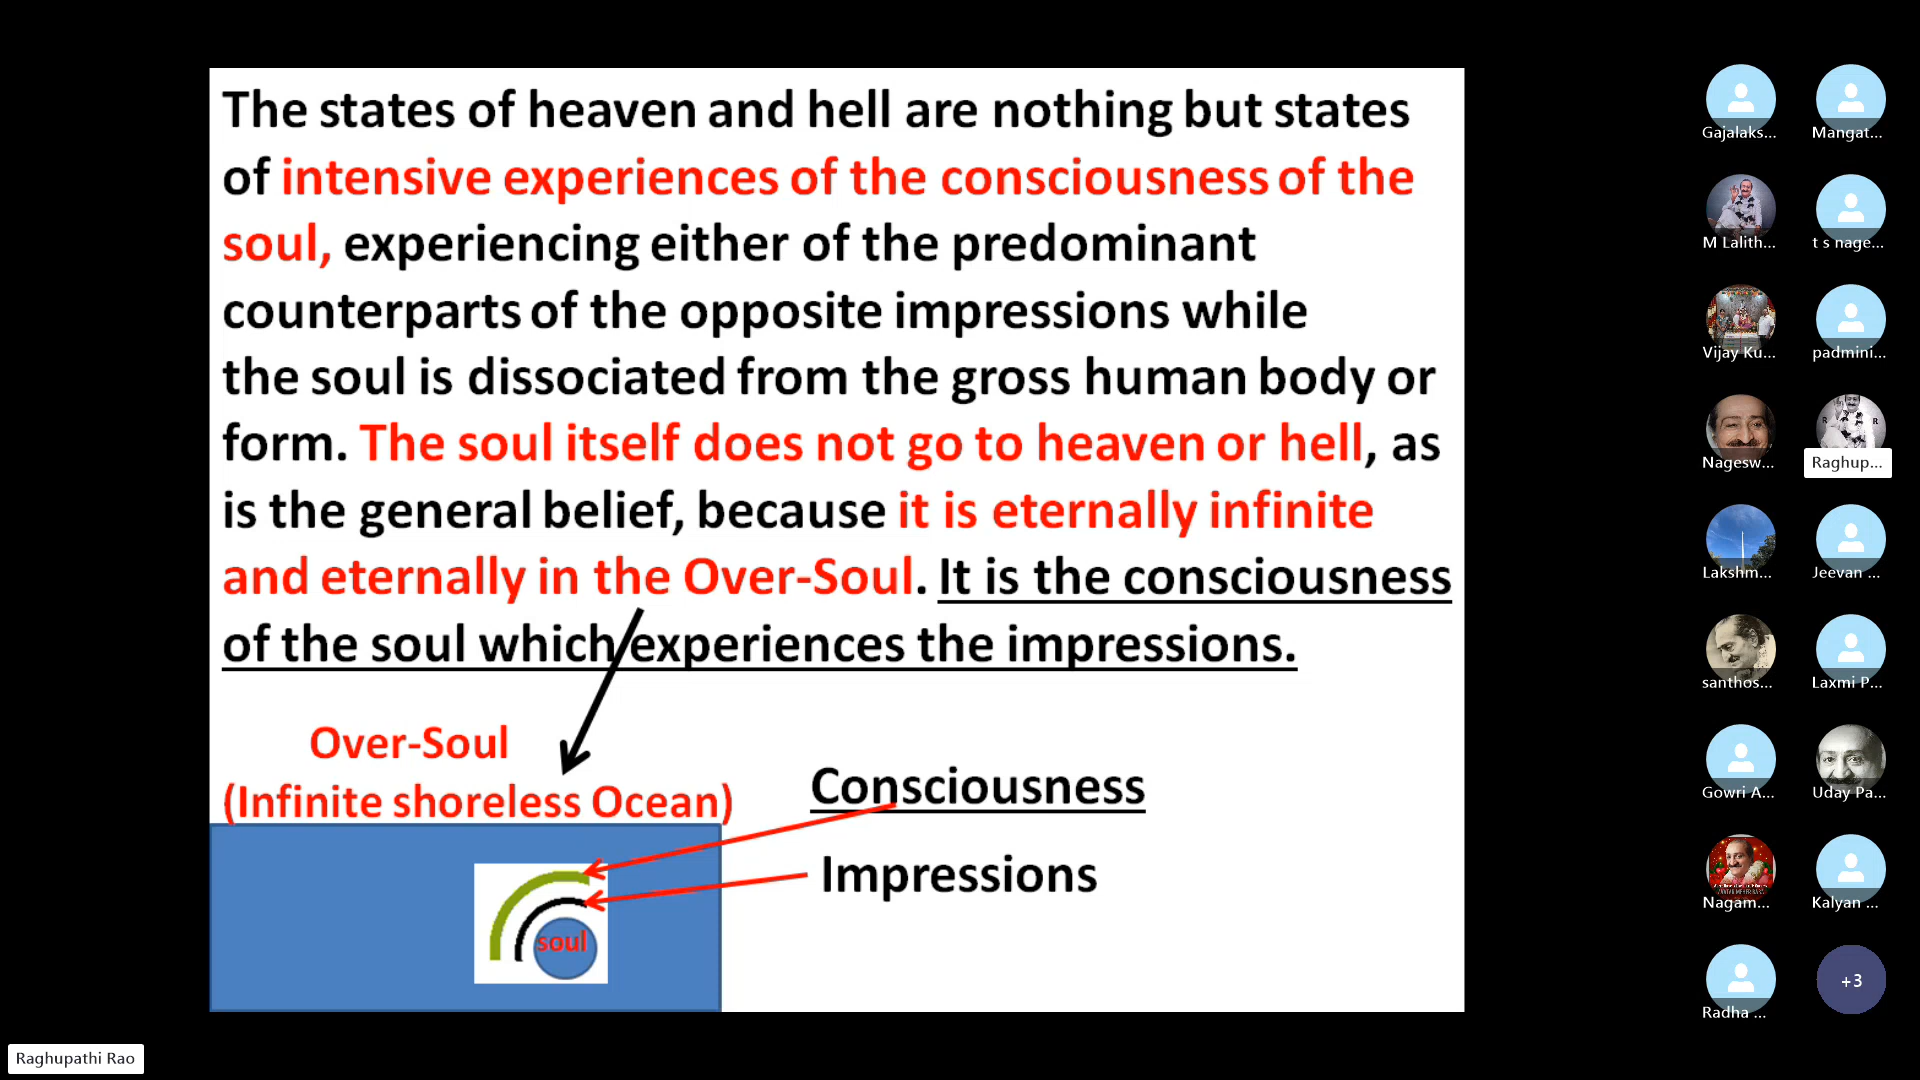 The states of heaven and hell are nothing but states
of intensive experiences of the consciousness of the
soul, experiencing either of the predominant
counterparts of the opposite impressions while
the soul is dissociated from the gross human body or
form. The soul itself does not go to heaven or hell, as
is the general belief, because it is eternally infinite
and eternally in the Over-Soul. It is the consciousness
of the soul which experiences the impressions.
Over-Soul
(Infinite shoreless Ocean)
Consciousness
Impressions
soul
Gajalaks...
Mangat...
M Lalith...
t s nage...
Vijay Ku...
padmini...
Nagesw...
R R
Raghup...
Lakshm...
Jeevan ...
santhos...
Laxmi P...
Gowri A...
Uday Pa...
Nagam...
Kalyan ...
Radha ...
+3
Raghupathi Rao